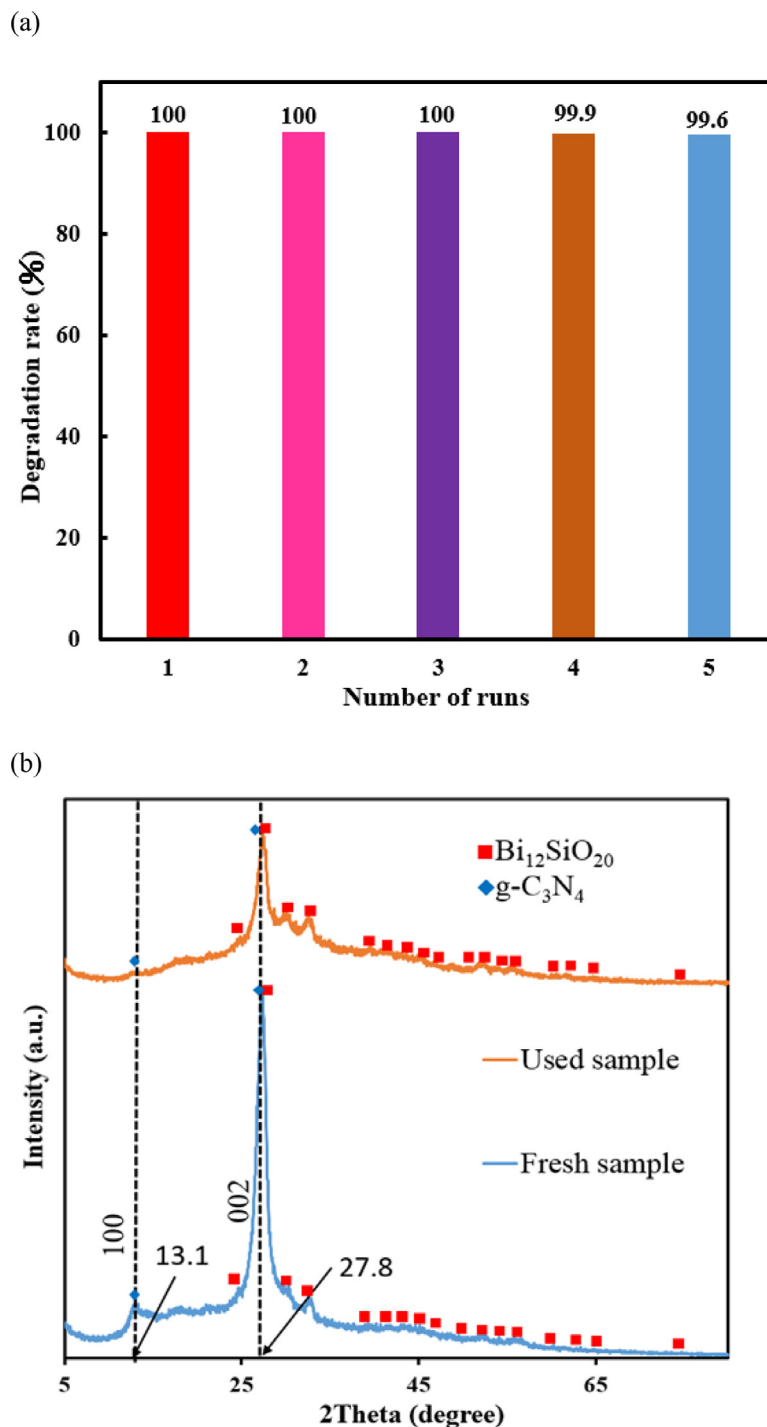 (a)
100 100 100 99.9 99.6
100
80
60
40
20
0
Degradation rate (%)
1 2 3 4 5
Number of runs
(b)
Bi₁₂SiO₂₀
g-C₃N₄
Used sample
Fresh sample
Intensity (a.u.)
100
13.1
002
27.8
5 25 45 65
2Theta (degree)